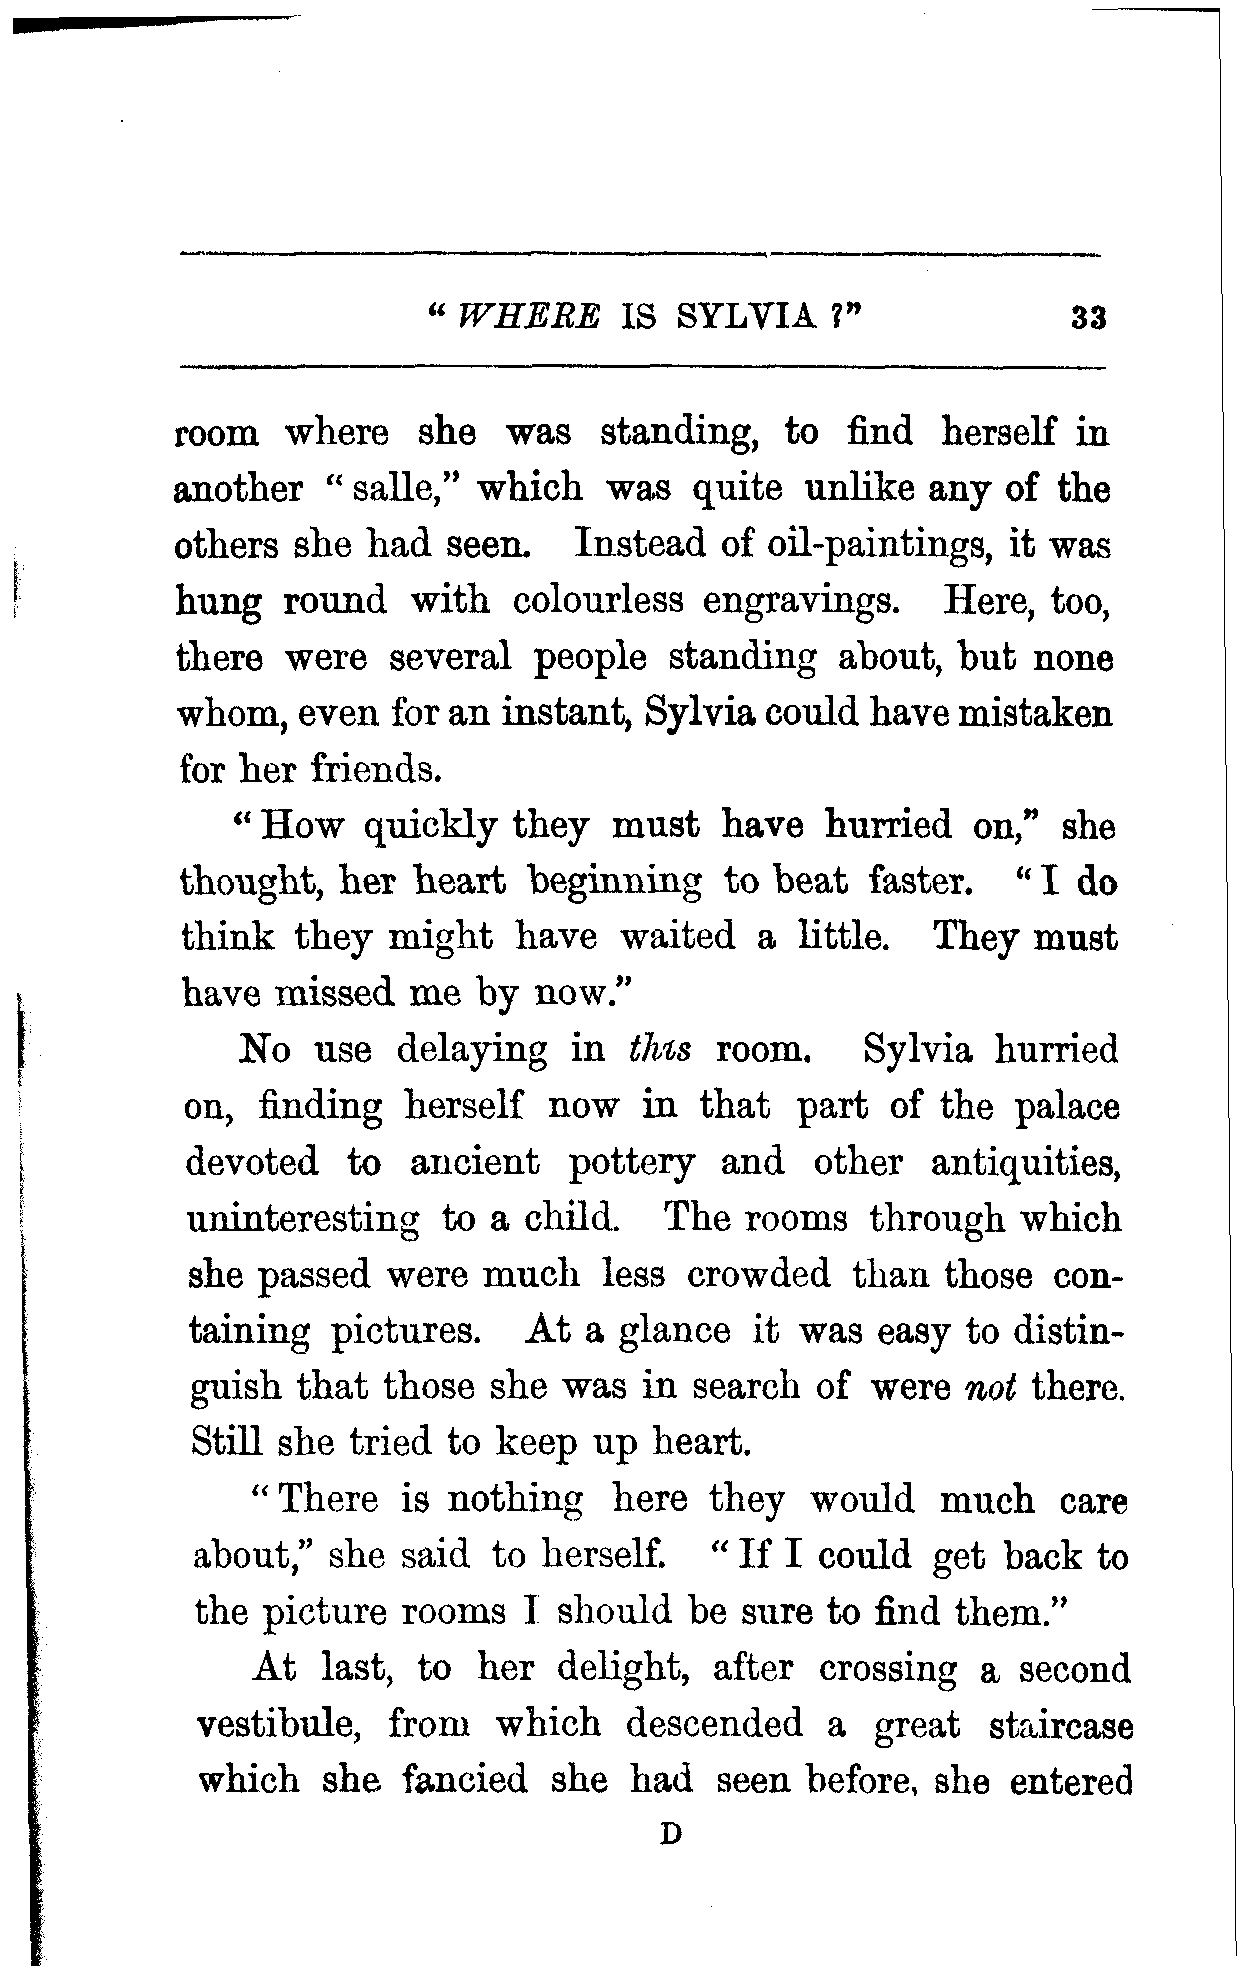 “ WHERE IS SYLVIA ?” 33
room where she was standing, to find herself in
another “ salle,” which was quite unlike any of the
others she had seen. Instead of oil-paintings, it was
hung round with colourless engravings. Here, too,
there were several people standing about, but none
whom, even for an instant, Sylvia could have mistaken
for her friends.
“ How quickly they must have hurried on,” she
thought, her heart beginning to beat faster. “ I do
think they might have waited a little. They must
have missed me by now.”
No use delaying in this room. Sylvia hurried
on, finding herself now in that part of the palace
devoted to ancient pottery and other antiquities,
uninteresting to a child. The rooms through which
she passed were much less crowded than those con-
taining pictures. At a glance it was easy to distin-
guish that those she was in search of were not there.
Still she tried to keep up heart.
“ There is nothing here they would much care
about,” she said to herself. “ If I could get back to
the picture rooms I should be sure to find them.”
At last, to her delight, after crossing a second
vestibule, from which descended a great staircase
which she fancied she had seen before, she entered
D